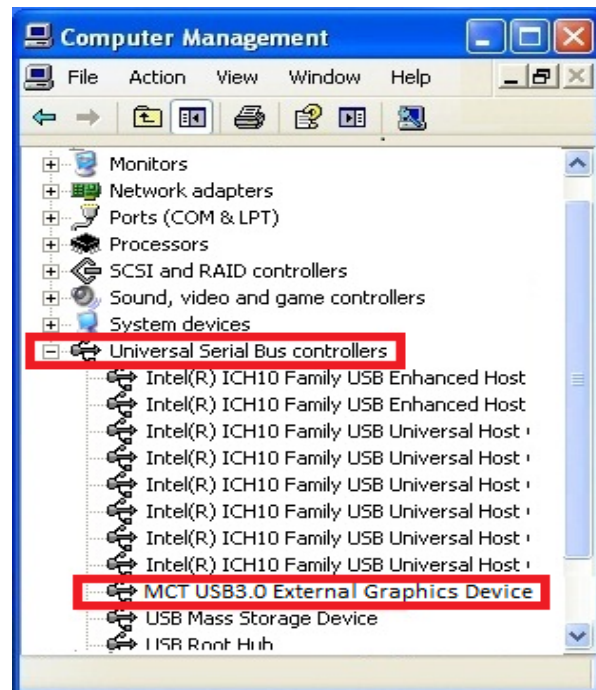 Computer Management
File Action View Window Help
Monitors
Network adapters
Ports (COM & LPT)
Processors
SCSI and RAID controllers
Sound, video and game controllers
System devices
Universal Serial Bus controllers
Intel(R) ICH10 Family USB Enhanced Host
Intel(R) ICH10 Family USB Enhanced Host
Intel(R) ICH10 Family USB Universal Host
Intel(R) ICH10 Family USB Universal Host
Intel(R) ICH10 Family USB Universal Host
Intel(R) ICH10 Family USB Universal Host
Intel(R) ICH10 Family USB Universal Host
Intel(R) ICH10 Family USB Universal Host
MCT USB3.0 External Graphics Device
USB Mass Storage Device
USB Root Hub